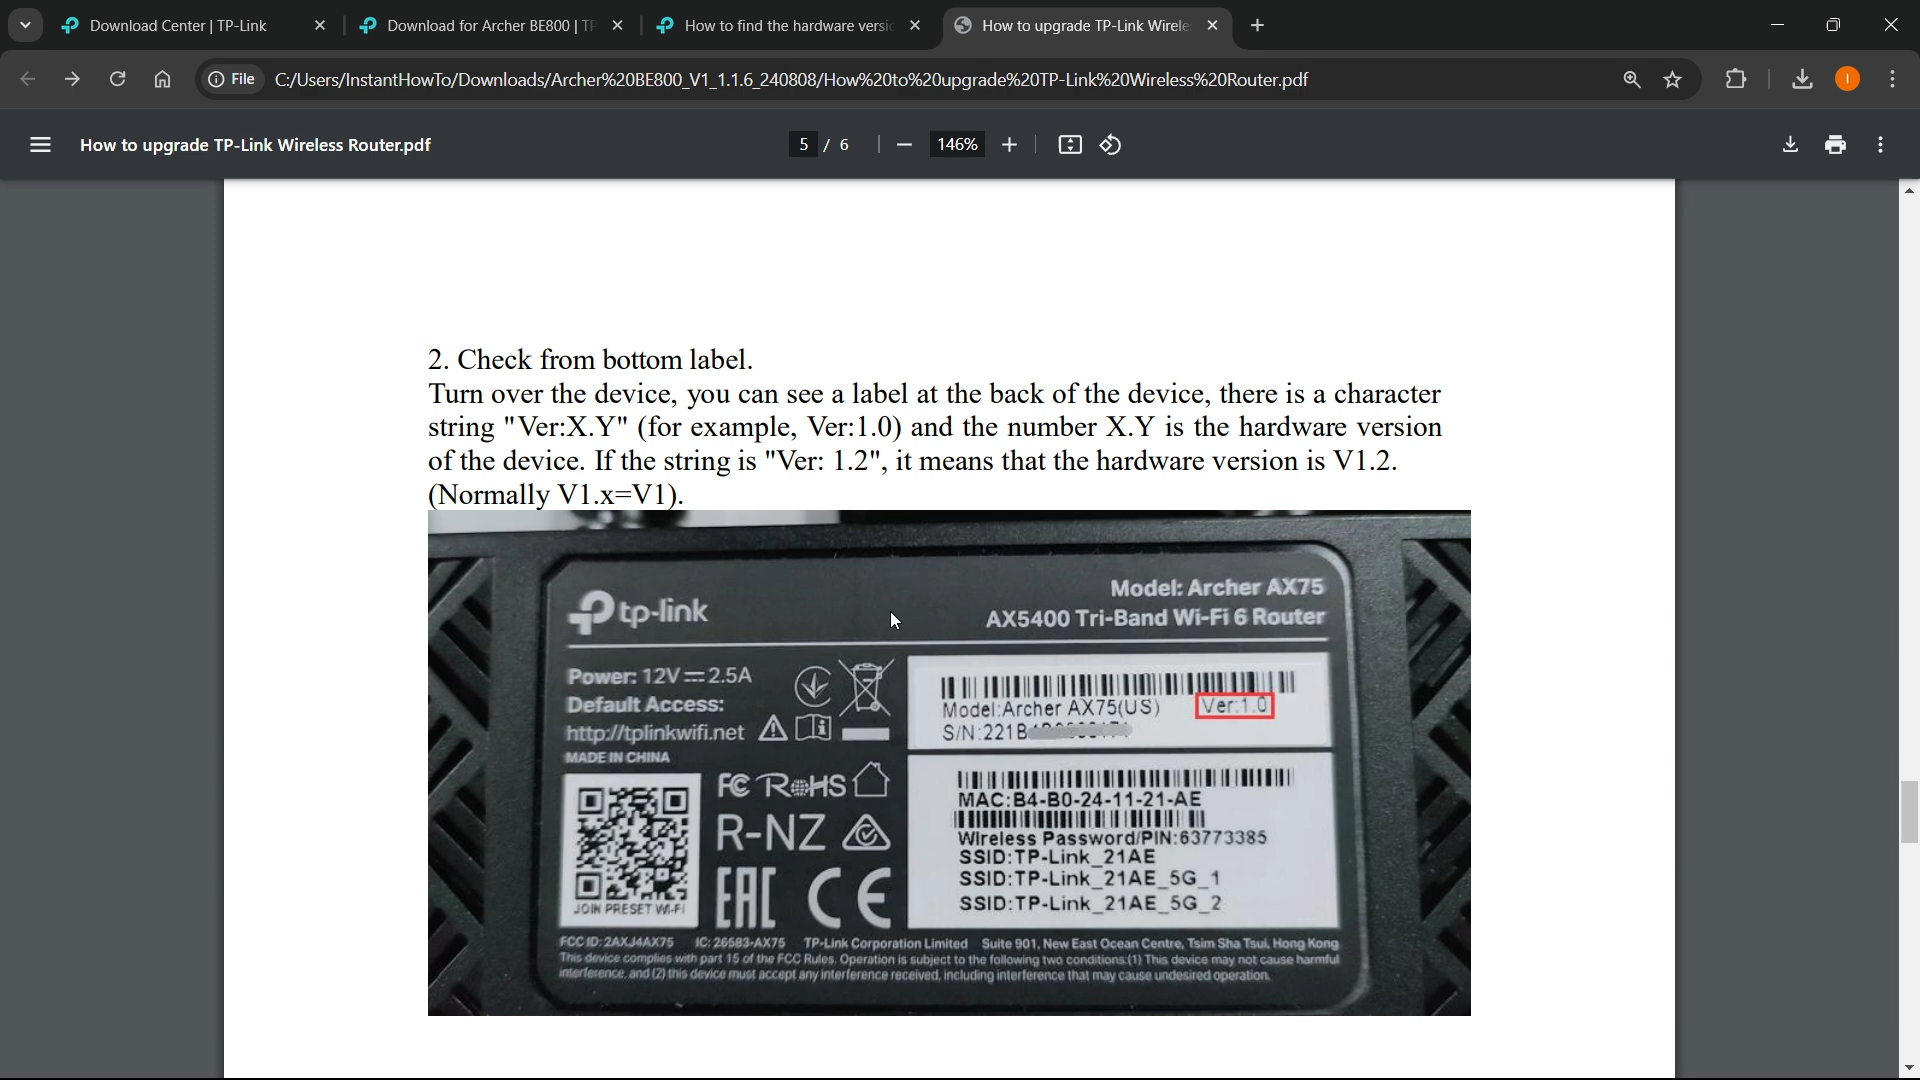 Download Center | TP-Link
Download for Archer BE800 | TP
How to find the hardware versi
How to upgrade TP-Link Wirele
File
C:/Users/InstantHowTo/Downloads/Archer%20BE800_V1_1.1.6_240808/How%20to%20upgrade%20TP-Link%20Wireless%20Router.pdf
I
How to upgrade TP-Link Wireless Router.pdf
5 / 6
146%
2. Check from bottom label.
Turn over the device, you can see a label at the back of the device, there is a character
string "Ver:X.Y" (for example, Ver:1.0) and the number X.Y is the hardware version
of the device. If the string is "Ver: 1.2", it means that the hardware version is V1.2.
(Normally V1.x=V1).
tp-link
Model: Archer AX75
AX5400 Tri-Band Wi-Fi 6 Router
Power: 12V⎓2.5A
Default Access:
http://tplinkwifi.net
MADE IN CHINA
Model:Archer AX75(US)
Ver:1.0
S/N:221B
FC RoHS
R-NZ
EAC CE
JOIN PRESET WI-FI
MAC:B4-B0-24-11-21-AE
Wireless Password/PIN:63773385
SSID:TP-Link_21AE
SSID:TP-Link_21AE_5G_1
SSID:TP-Link_21AE_5G_2
FCC ID: 2AXJ4AX75 IC: 26583-AX75 TP-Link Corporation Limited Suite 901, New East Ocean Centre, Tsim Sha Tsui, Hong Kong
This device complies with part 15 of the FCC Rules. Operation is subject to the following two conditions:(1) This device may not cause harmful
interference, and (2) this device must accept any interference received, including interference that may cause undesired operation.